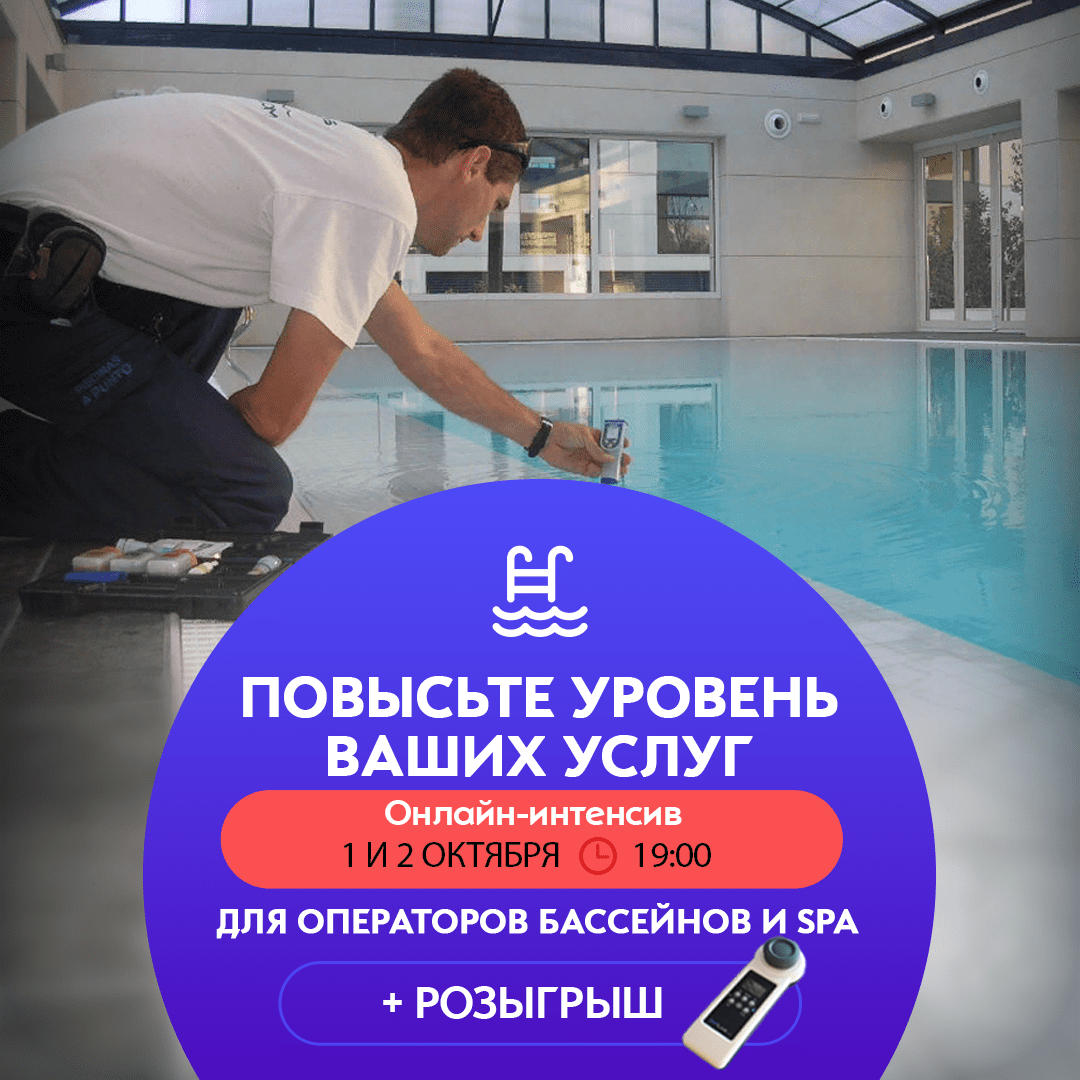 ПОВЫСЬТЕ УРОВЕНЬ
ВАШИХ УСЛУГ
Онлайн-интенсив
1 И 2 ОКТЯБРЯ 19:00
ДЛЯ ОПЕРАТОРОВ БАССЕЙНОВ И SPA
+ РОЗЫГРЫШ